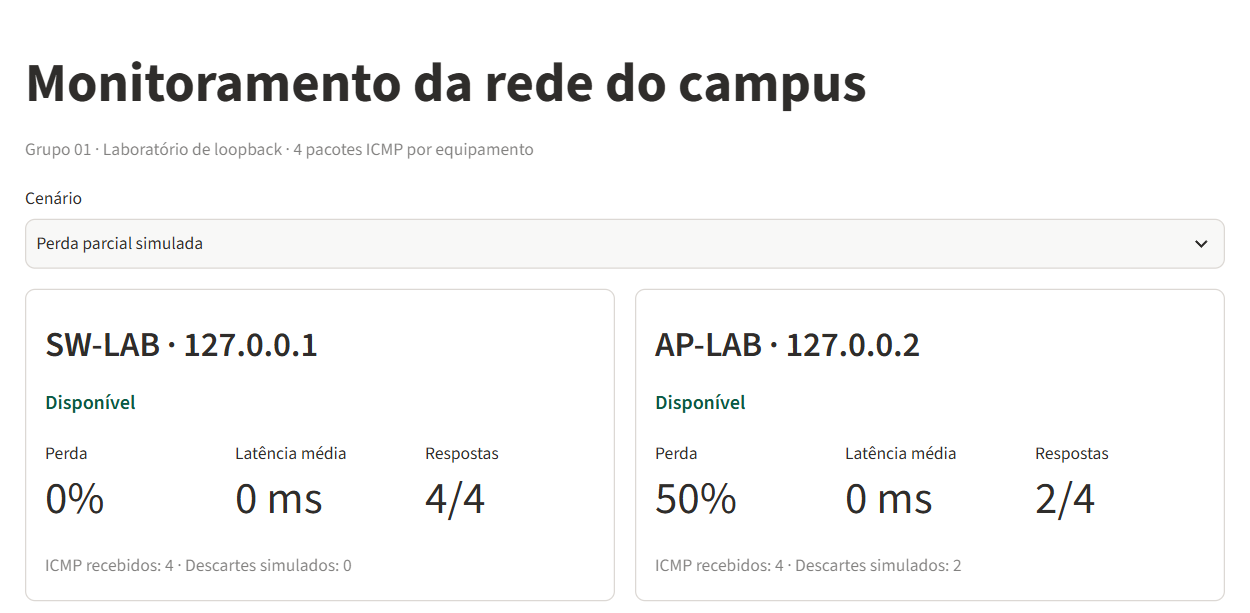 Monitoramento da rede do campus
Grupo 01 · Laboratório de loopback · 4 pacotes ICMP por equipamento
Cenário
Perda parcial simulada
SW-LAB · 127.0.0.1
Disponível
Perda
Latência média
Respostas
0%
0 ms
4/4
ICMP recebidos: 4 · Descartes simulados: 0
AP-LAB · 127.0.0.2
Disponível
Perda
Latência média
Respostas
50%
0 ms
2/4
ICMP recebidos: 4 · Descartes simulados: 2